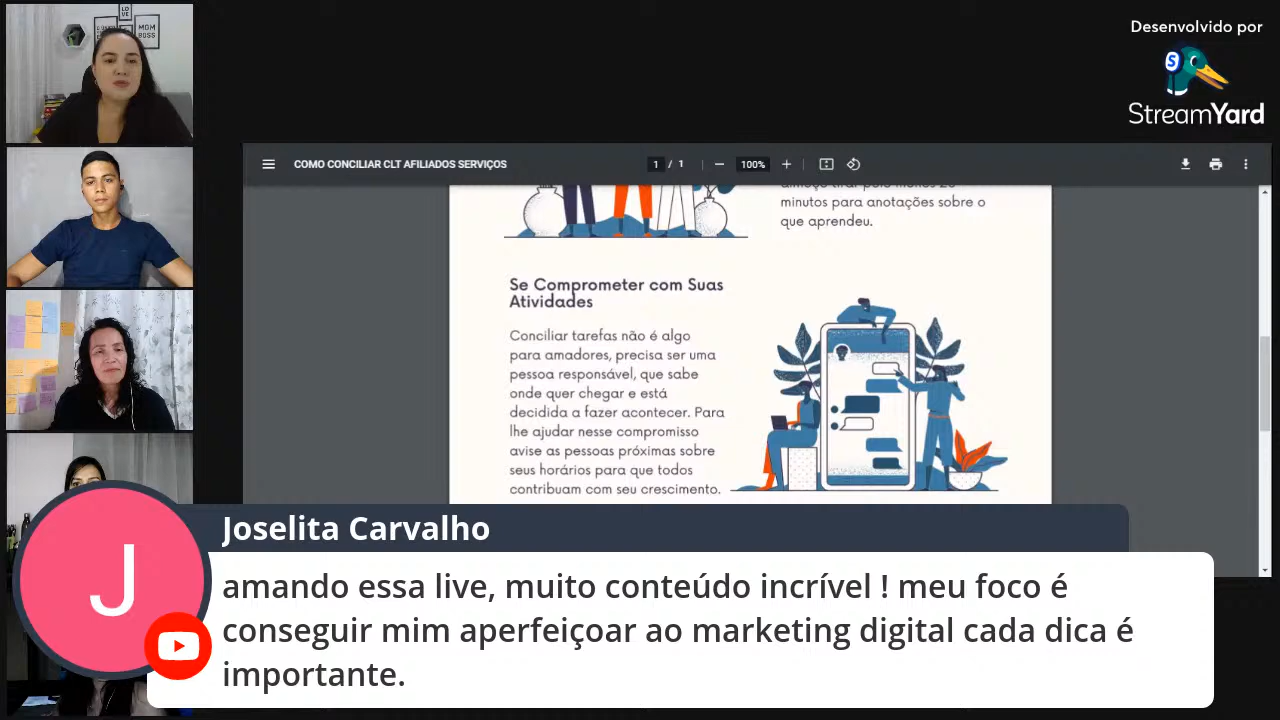 LO
VE
MOM
BOSS
Desenvolvido por
S
StreamYard
COMO CONCILIAR CLT AFILIADOS SERVIÇOS
1 / 1
100%
minutos para anotações sobre o
que aprendeu.
Se Comprometer com Suas
Atividades
Conciliar tarefas não é algo
para amadores, precisa ser uma
pessoa responsável, que sabe
onde quer chegar e está
decidida a fazer acontecer. Para
lhe ajudar nesse compromisso
avise as pessoas próximas sobre
seus horários para que todos
contribuam com seu crescimento.
J
Joselita Carvalho
amando essa live, muito conteúdo incrível ! meu foco é
conseguir mim aperfeiçoar ao marketing digital cada dica é
importante.